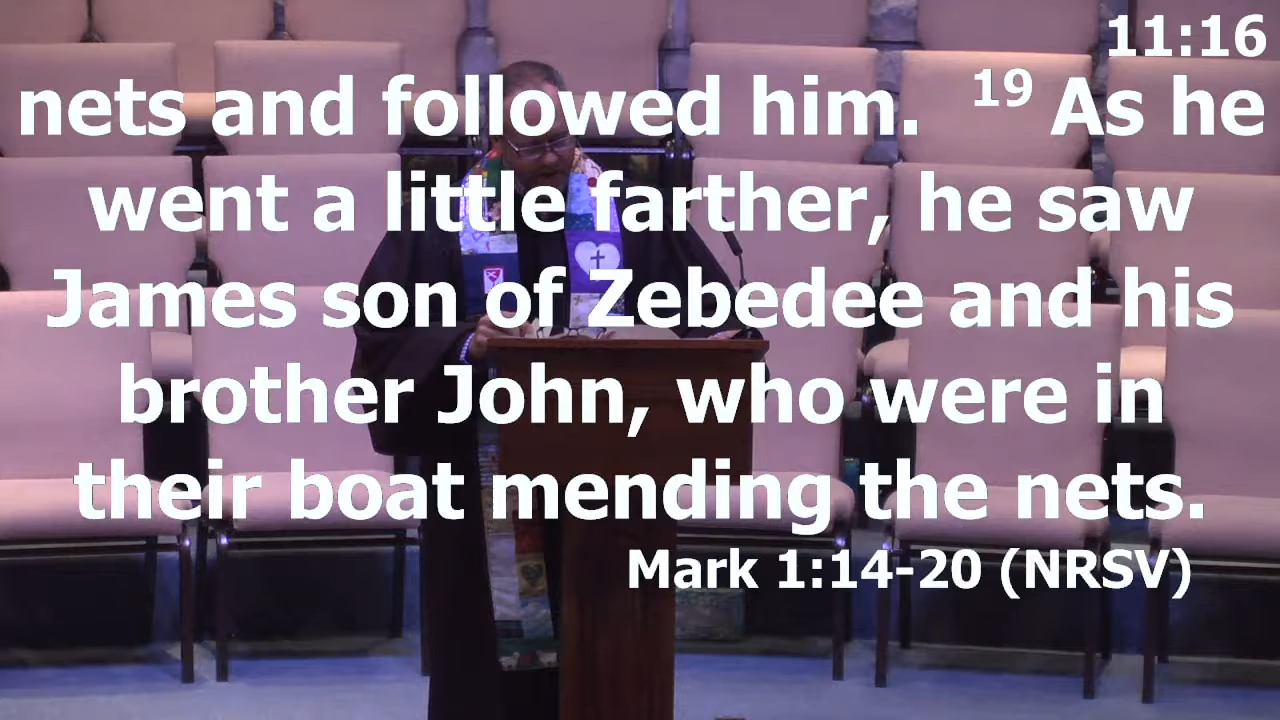 11:16
nets and followed him. 19 As he
went a little farther, he saw
James son of Zebedee and his
brother John, who were in
their boat mending the nets.
Mark 1:14-20 (NRSV)